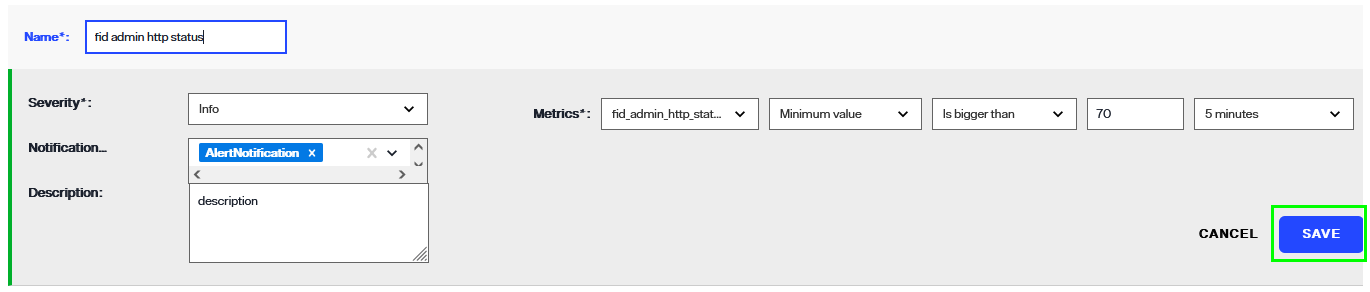 Name*: fid admin http status
Severity*: Info
Metrics*: fid_admin_http_stat... Minimum value Is bigger than 70 5 minutes
Notification... AlertNotification ×
Description: description
CANCEL SAVE